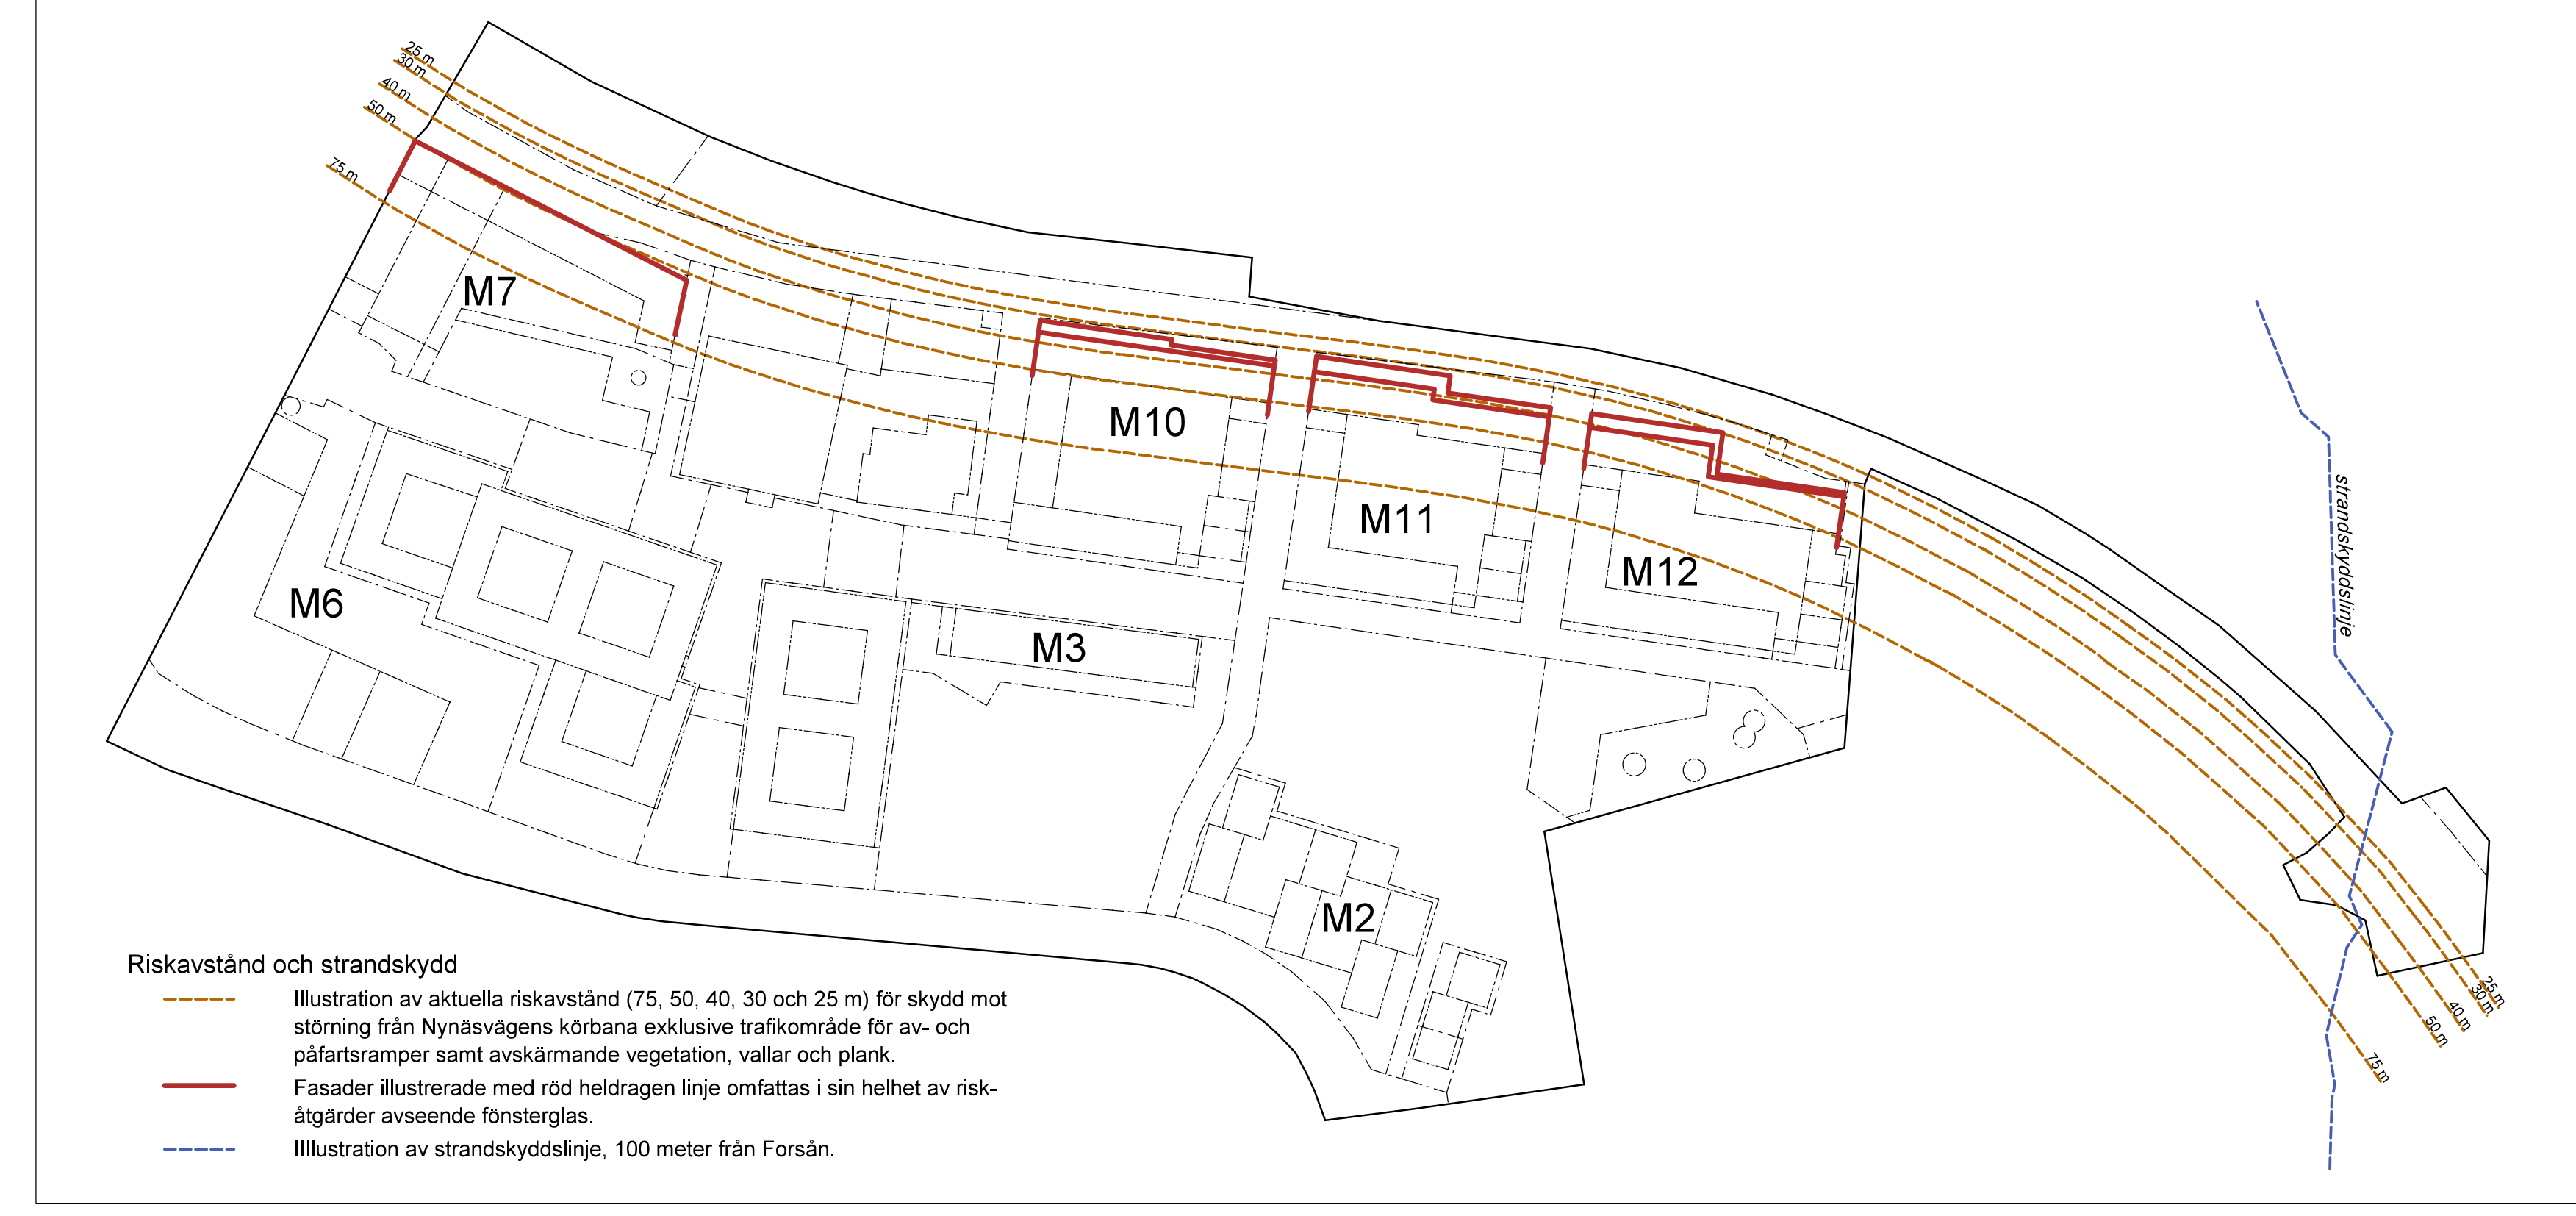 25 m
30 m
40 m
50 m
75 m
M7
M10
M11
M12
M6
M3
M2
strandskyddslinje
25 m
30 m
40 m
50 m
75 m
Riskavstånd och strandskydd
Illustration av aktuella riskavstånd (75, 50, 40, 30 och 25 m) för skydd mot
störning från Nynäsvägens körbana exklusive trafikområde för av- och
påfartsramper samt avskärmande vegetation, vallar och plank.
Fasader illustrerade med röd heldragen linje omfattas i sin helhet av risk-
åtgärder avseende fönsterglas.
IIllustration av strandskyddslinje, 100 meter från Forsån.